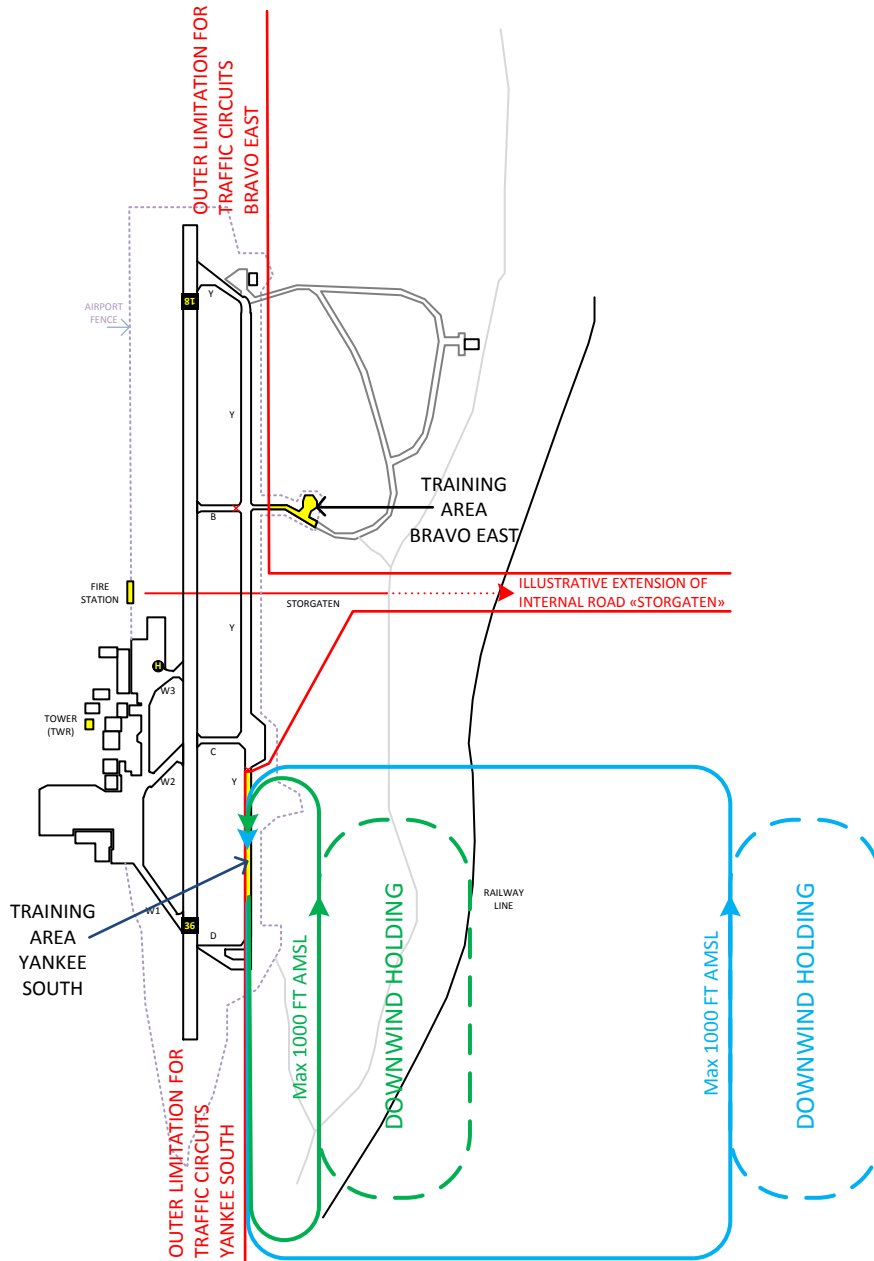 OUTER LIMITATION FOR
TRAFFIC CIRCUITS
BRAVO EAST
AIRPORT
FENCE
18
Y
Y
TRAINING
AREA
BRAVO EAST
B
FIRE
STATION
STORGATEN
ILLUSTRATIVE EXTENSION OF
INTERNAL ROAD «STORGATEN»
Y
H
W3
TOWER
(TWR)
C
W2
Y
TRAINING
AREA
YANKEE
SOUTH
W1
36
D
RAILWAY
LINE
Max 1000 FT AMSL
DOWNWIND HOLDING
Max 1000 FT AMSL
DOWNWIND HOLDING
OUTER LIMITATION FOR
TRAFFIC CIRCUITS
YANKEE SOUTH